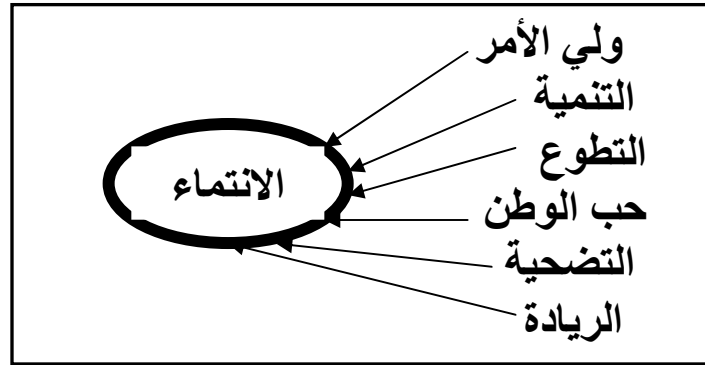 ولي الأمر
التنمية
التطوع
الانتماء
حب الوطن
التضحية
الريادة